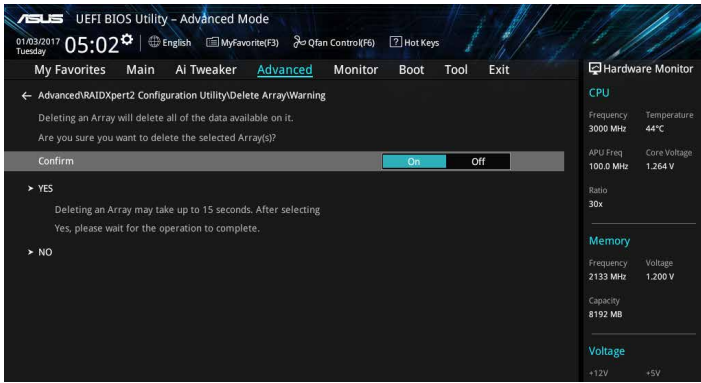 ASUS UEFI BIOS Utility – Advanced Mode
01/03/2017 Tuesday 05:02 English MyFavorite(F3) Qfan Control(F6) ? Hot Keys
My Favorites Main Ai Tweaker Advanced Monitor Boot Tool Exit
← Advanced\RAIDXpert2 Configuration Utility\Delete Array\Warning
Deleting an Array will delete all of the data available on it.
Are you sure you want to delete the selected Array(s)?
Confirm On Off
> YES
Deleting an Array may take up to 15 seconds. After selecting
Yes, please wait for the operation to complete.
> NO
Hardware Monitor
CPU
Frequency Temperature
3000 MHz 44°C
APU Freq Core Voltage
100.0 MHz 1.264 V
Ratio
30x
Memory
Frequency Voltage
2133 MHz 1.200 V
Capacity
8192 MB
Voltage
+12V +5V